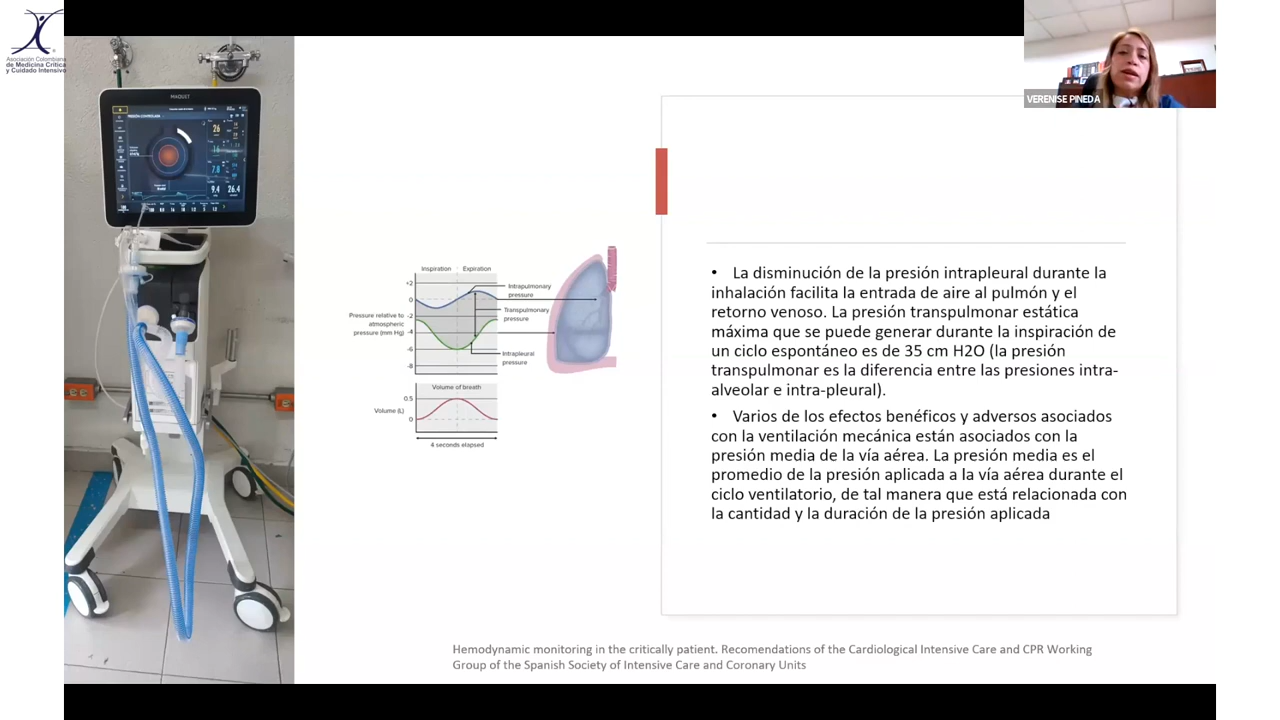 Asociación Colombiana
de Medicina Crítica
y Cuidado Intensivo
VERENISE PINEDA
MAQUET
PRESIÓN CONTROLADA
26
7.0
9.4
26.4
Inspiration
Expiration
+2
0
-2
-4
-6
-8
Pressure relative to
atmospheric
pressure (mm Hg)
Intrapulmonary
pressure
Transpulmonary
pressure
Intrapleural
pressure
Volume of breath
0.5
Volume (L)
0
4 seconds elapsed
• La disminución de la presión intrapleural durante la
inhalación facilita la entrada de aire al pulmón y el
retorno venoso. La presión transpulmonar estática
máxima que se puede generar durante la inspiración de
un ciclo espontáneo es de 35 cm H2O (la presión
transpulmonar es la diferencia entre las presiones intra-
alveolar e intra-pleural).
• Varios de los efectos benéficos y adversos asociados
con la ventilación mecánica están asociados con la
presión media de la vía aérea. La presión media es el
promedio de la presión aplicada a la vía aérea durante el
ciclo ventilatorio, de tal manera que está relacionada con
la cantidad y la duración de la presión aplicada
Hemodynamic monitoring in the critically patient. Recomendations of the Cardiological Intensive Care and CPR Working
Group of the Spanish Society of Intensive Care and Coronary Units